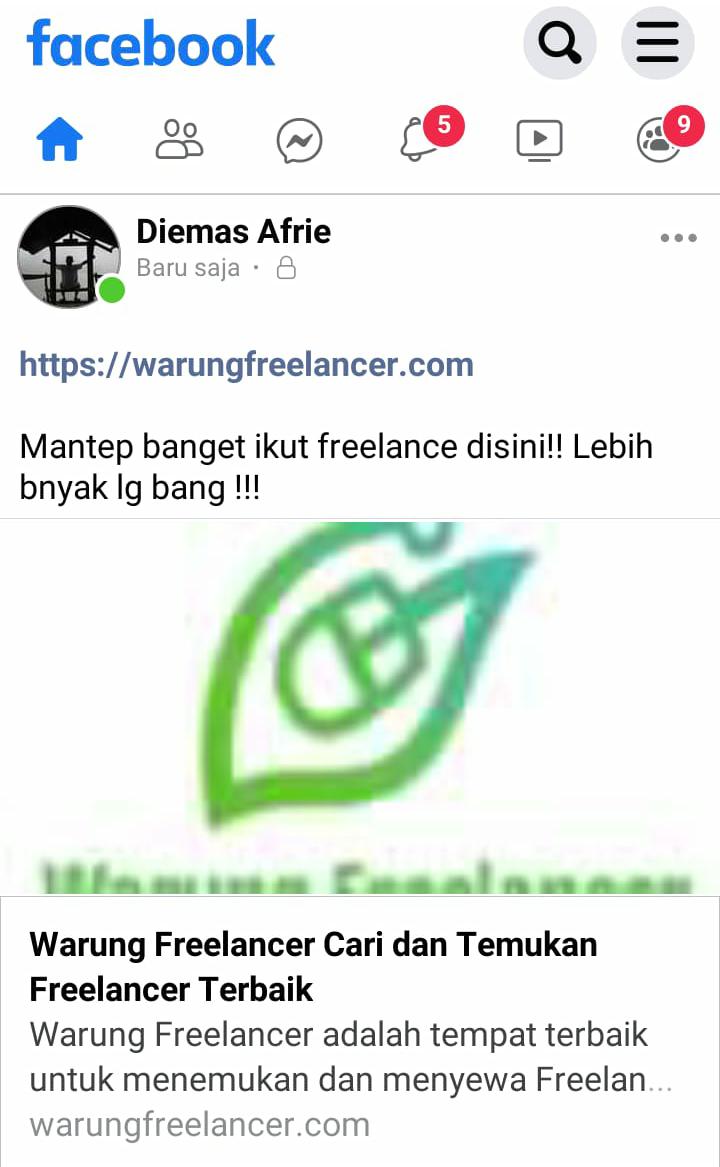 facebook
5
9
Diemas Afrie
Baru saja ·
https://warungfreelancer.com
Mantep banget ikut freelance disini!! Lebih
bnyak lg bang !!!
Warung Freelancer
Warung Freelancer Cari dan Temukan
Freelancer Terbaik
Warung Freelancer adalah tempat terbaik
untuk menemukan dan menyewa Freelan...
warungfreelancer.com